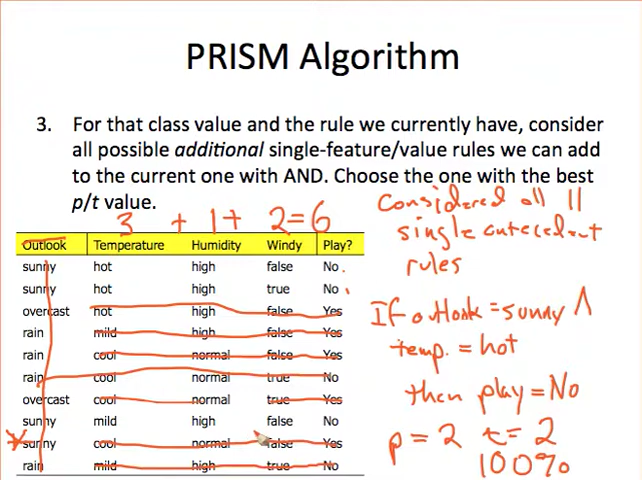 PRISM Algorithm
3. For that class value and the rule we currently have, consider
all possible additional single-feature/value rules we can add
to the current one with AND. Choose the one with the best
p/t value.
3 + 1 + 2 = 6
Considered all 11
single antecedent
rules
Outlook Temperature Humidity Windy Play?
sunny hot high false No
sunny hot high true No
overcast hot high false Yes
rain mild high false Yes
rain cool normal false Yes
rain cool normal true No
overcast cool normal true Yes
sunny mild high false No
sunny cool normal false Yes
rain mild high true No
If outlook = sunny ∧
temp. = hot
then play = No
p = 2 t = 2
100%